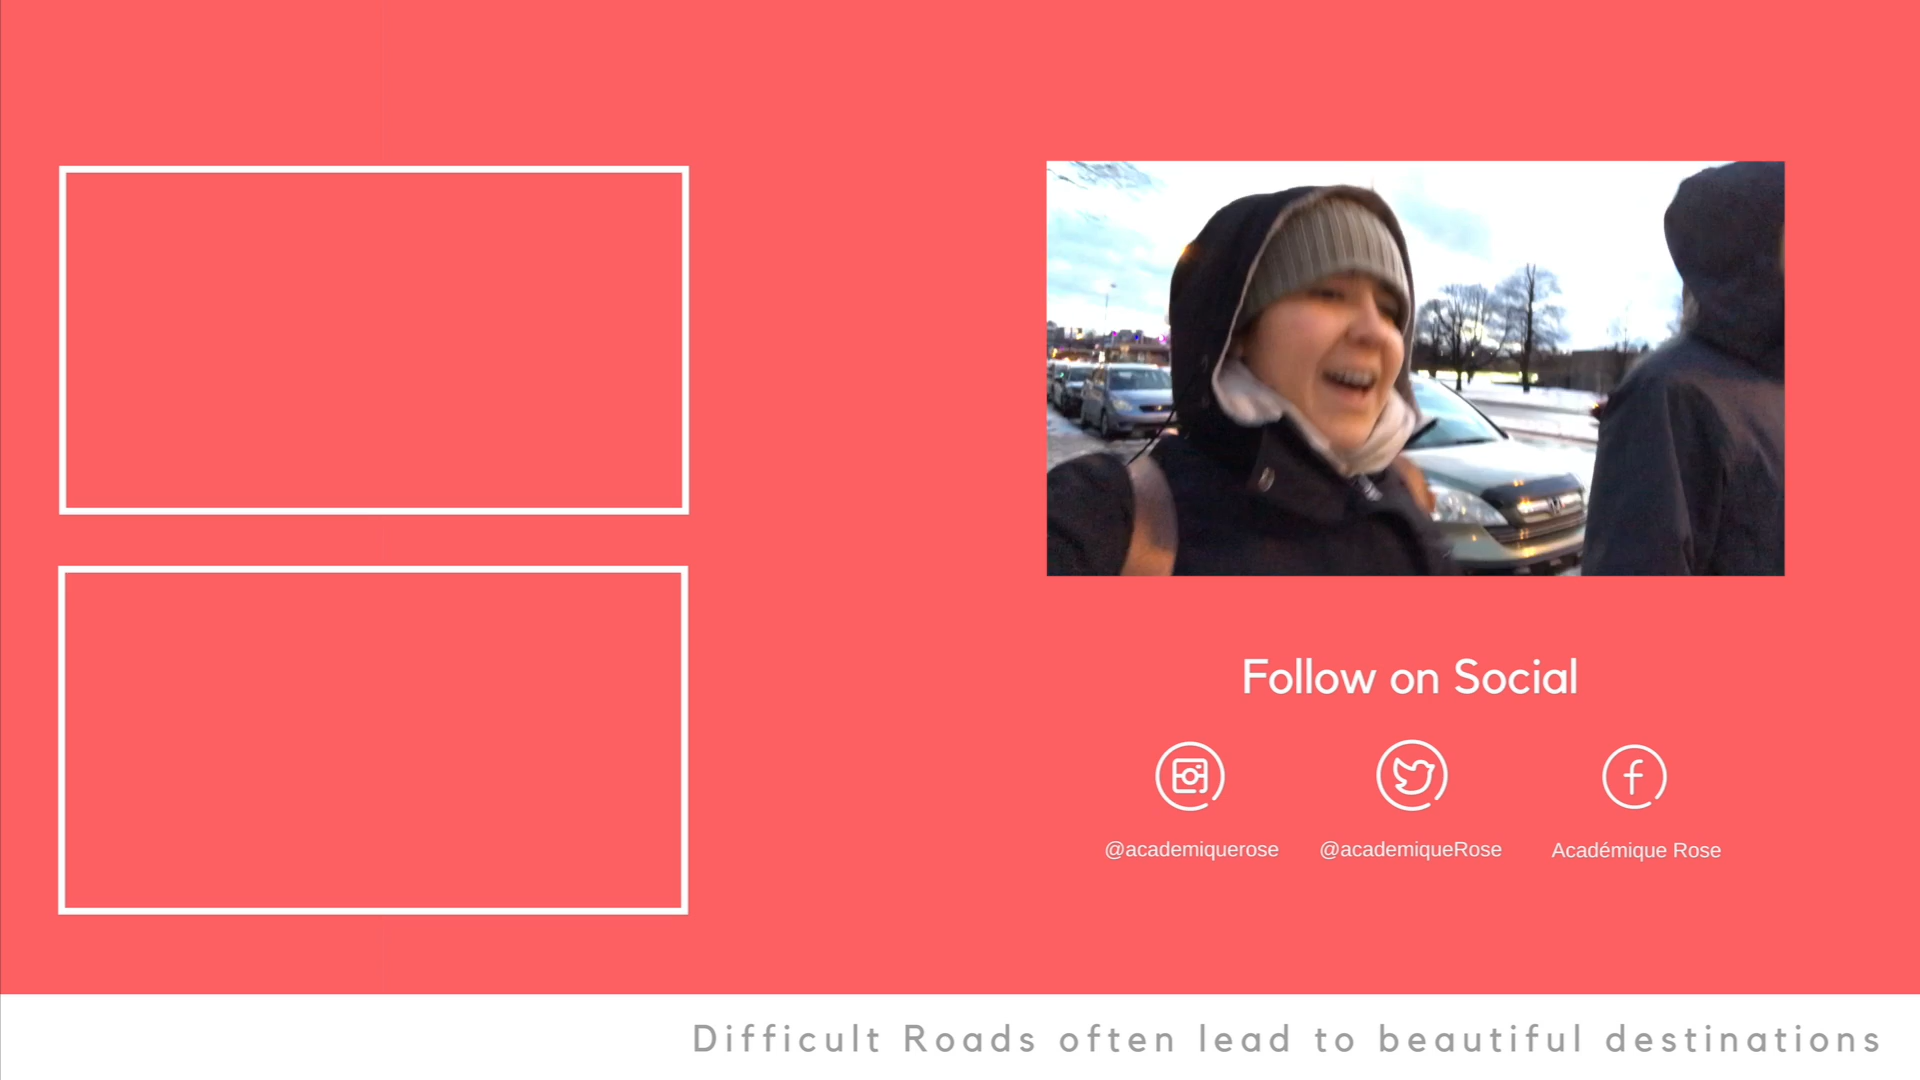 Follow on Social
@academiquerose @academiqueRose Académique Rose
Difficult Roads often lead to beautiful destinations